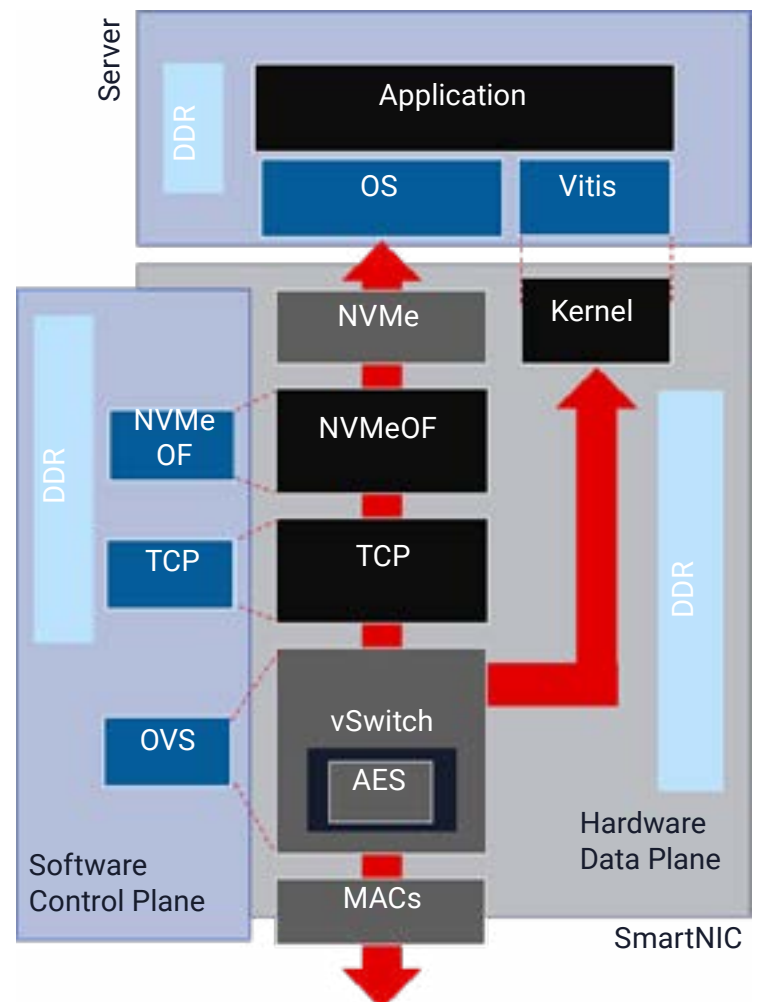 Server
DDR
Application
OS
Vitis
NVMe
Kernel
DDR
NVMe
OF
NVMeOF
TCP
TCP
DDR
OVS
vSwitch
AES
Hardware
Data Plane
Software
Control Plane
MACs
SmartNIC